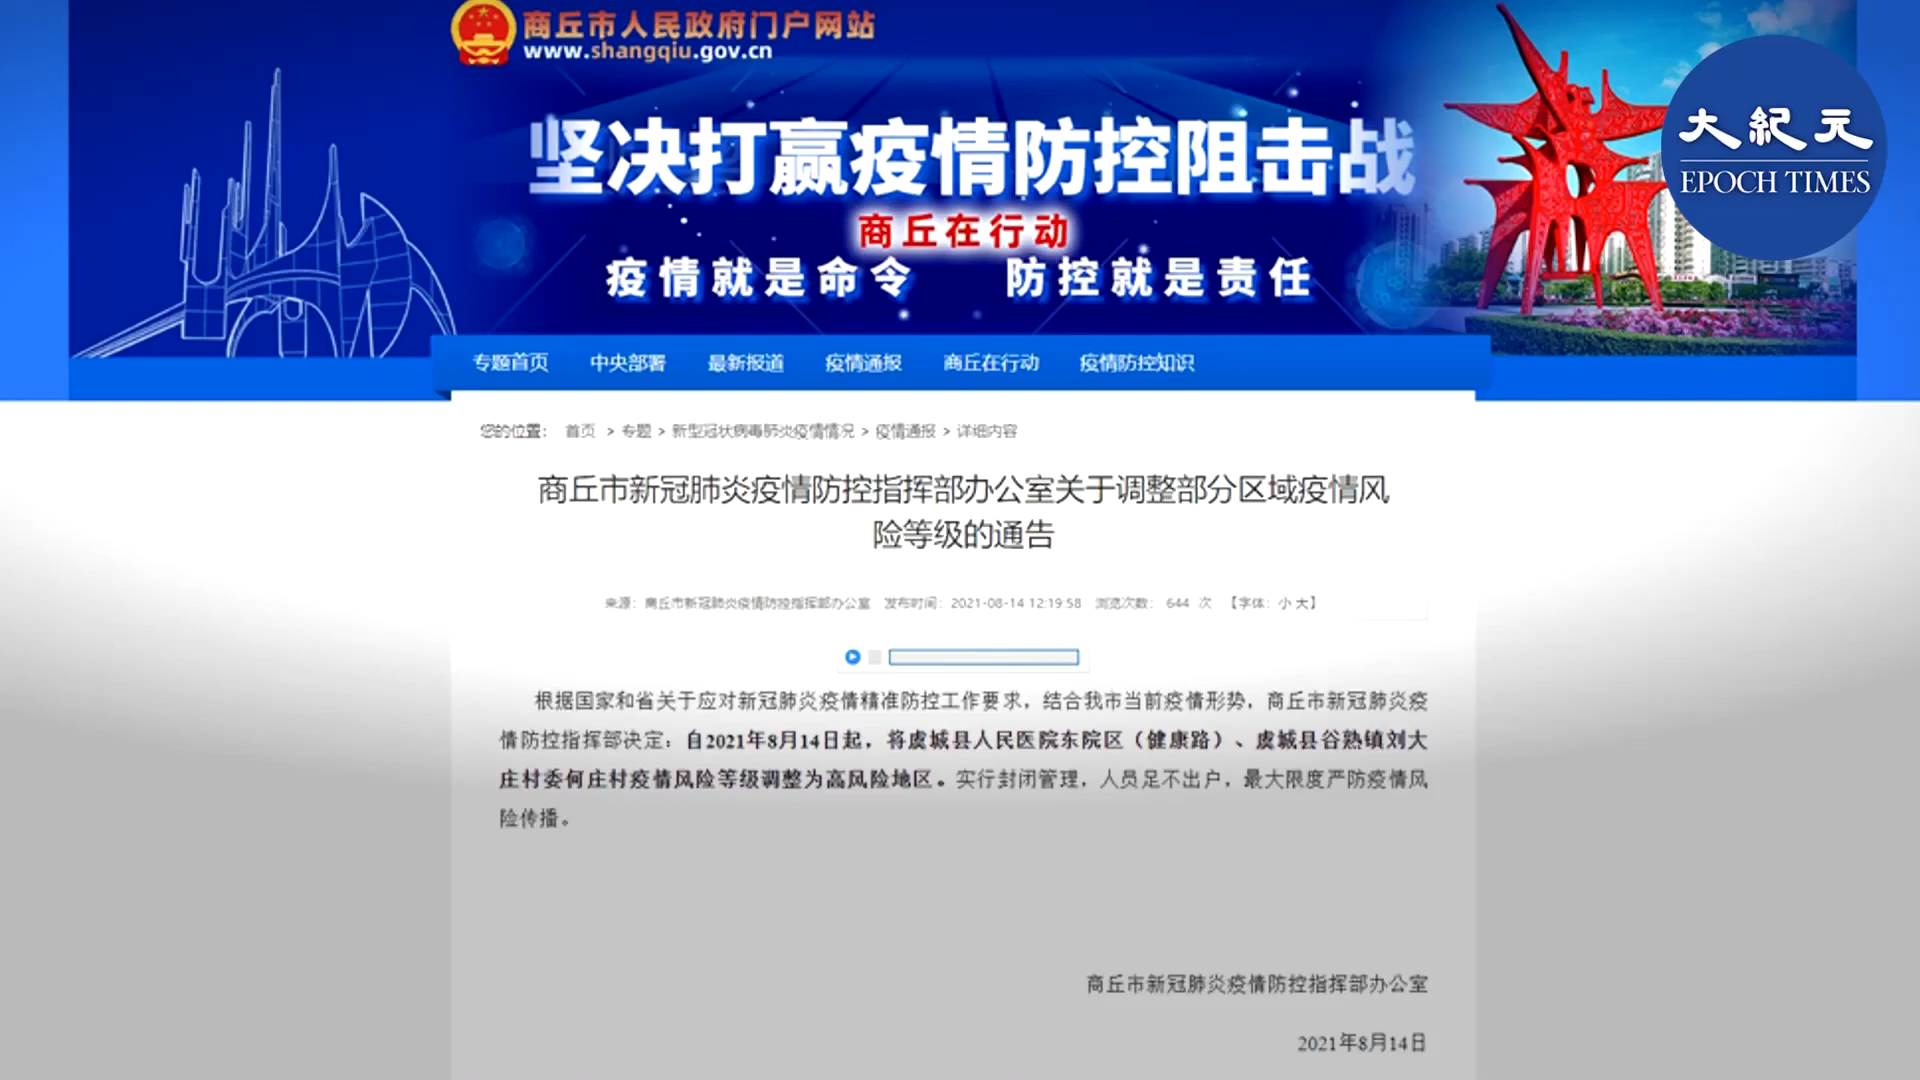 商丘市人民政府门户网站
www.shangqiu.gov.cn
大紀元
EPOCH TIMES
坚决打赢疫情防控阻击战
商丘在行动
疫情就是命令 防控就是责任
专题首页 中央部署 最新报道 疫情通报 商丘在行动 疫情防控知识
您的位置： 首页 > 专题 > 新型冠状病毒肺炎疫情情况 > 疫情通报 > 详细内容
商丘市新冠肺炎疫情防控指挥部办公室关于调整部分区域疫情风
险等级的通告
来源：商丘市新冠肺炎疫情防控指挥部办公室 发布时间：2021-08-14 12:19:58 浏览次数： 644 次 【字体：小 大】
根据国家和省关于应对新冠肺炎疫情精准防控工作要求，结合我市当前疫情形势，商丘市新冠肺炎疫
情防控指挥部决定：自2021年8月14日起，将虞城县人民医院东院区（健康路）、虞城县谷熟镇刘大
庄村委何庄村疫情风险等级调整为高风险地区。实行封闭管理，人员足不出户，最大限度严防疫情风
险传播。
商丘市新冠肺炎疫情防控指挥部办公室
2021年8月14日